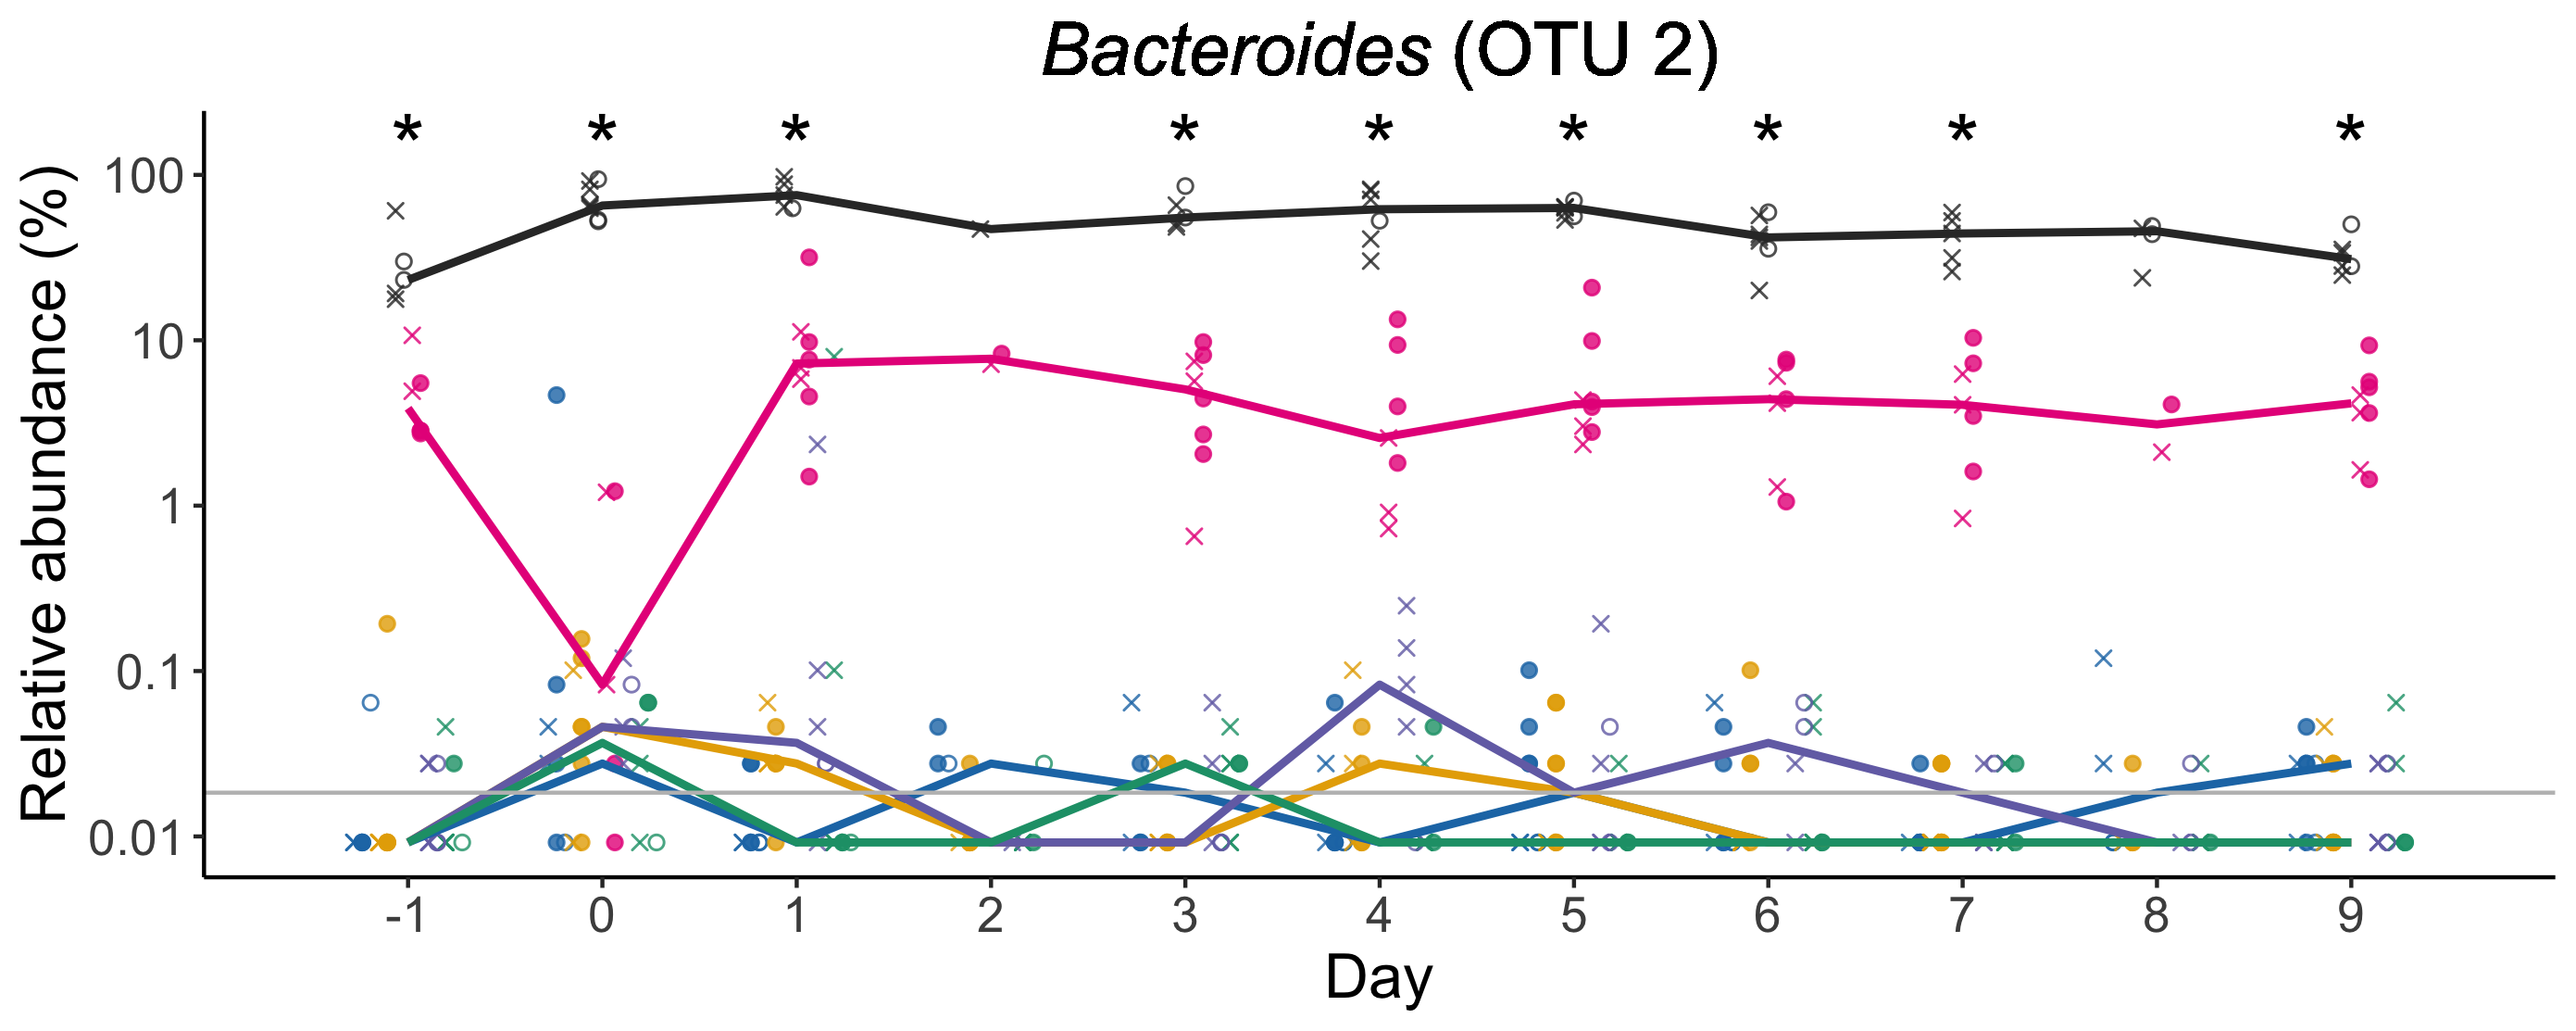 Bacteroides (OTU 2)
* * * * * * * * *
Relative abundance (%)
100
10
1
0.1
0.01
-1 0 1 2 3 4 5 6 7 8 9
Day